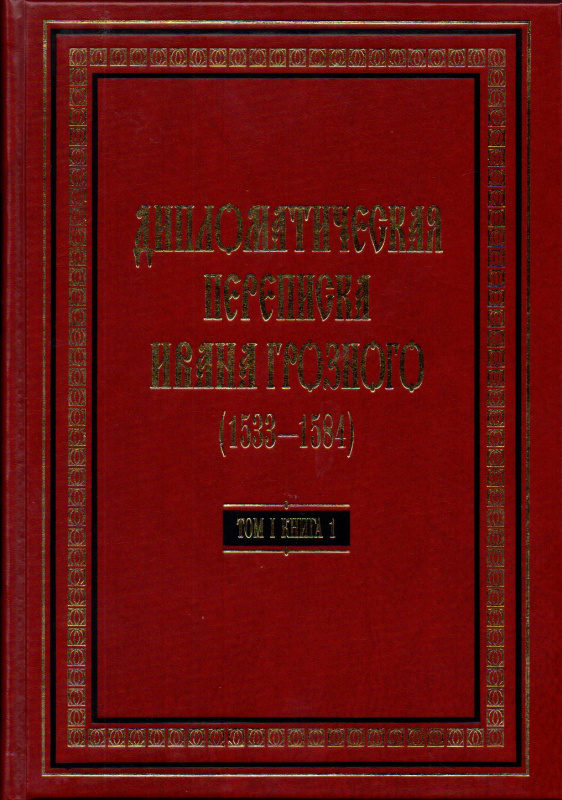 ДИПЛОМАТИЧЕСКАЯ
ПЕРЕПИСКА
ИВАНА ГРОЗНОГО
(1533—1584)
ТОМ I КНИГА 1